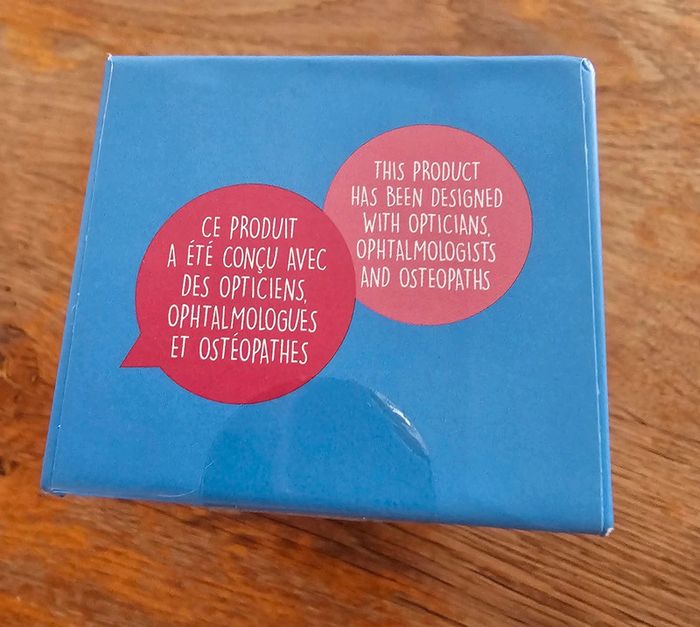 CE PRODUIT
A ÉTÉ CONÇU AVEC
DES OPTICIENS,
OPHTALMOLOGUES
ET OSTÉOPATHES
THIS PRODUCT
HAS BEEN DESIGNED
WITH OPTICIANS,
OPHTALMOLOGISTS
AND OSTEOPATHS